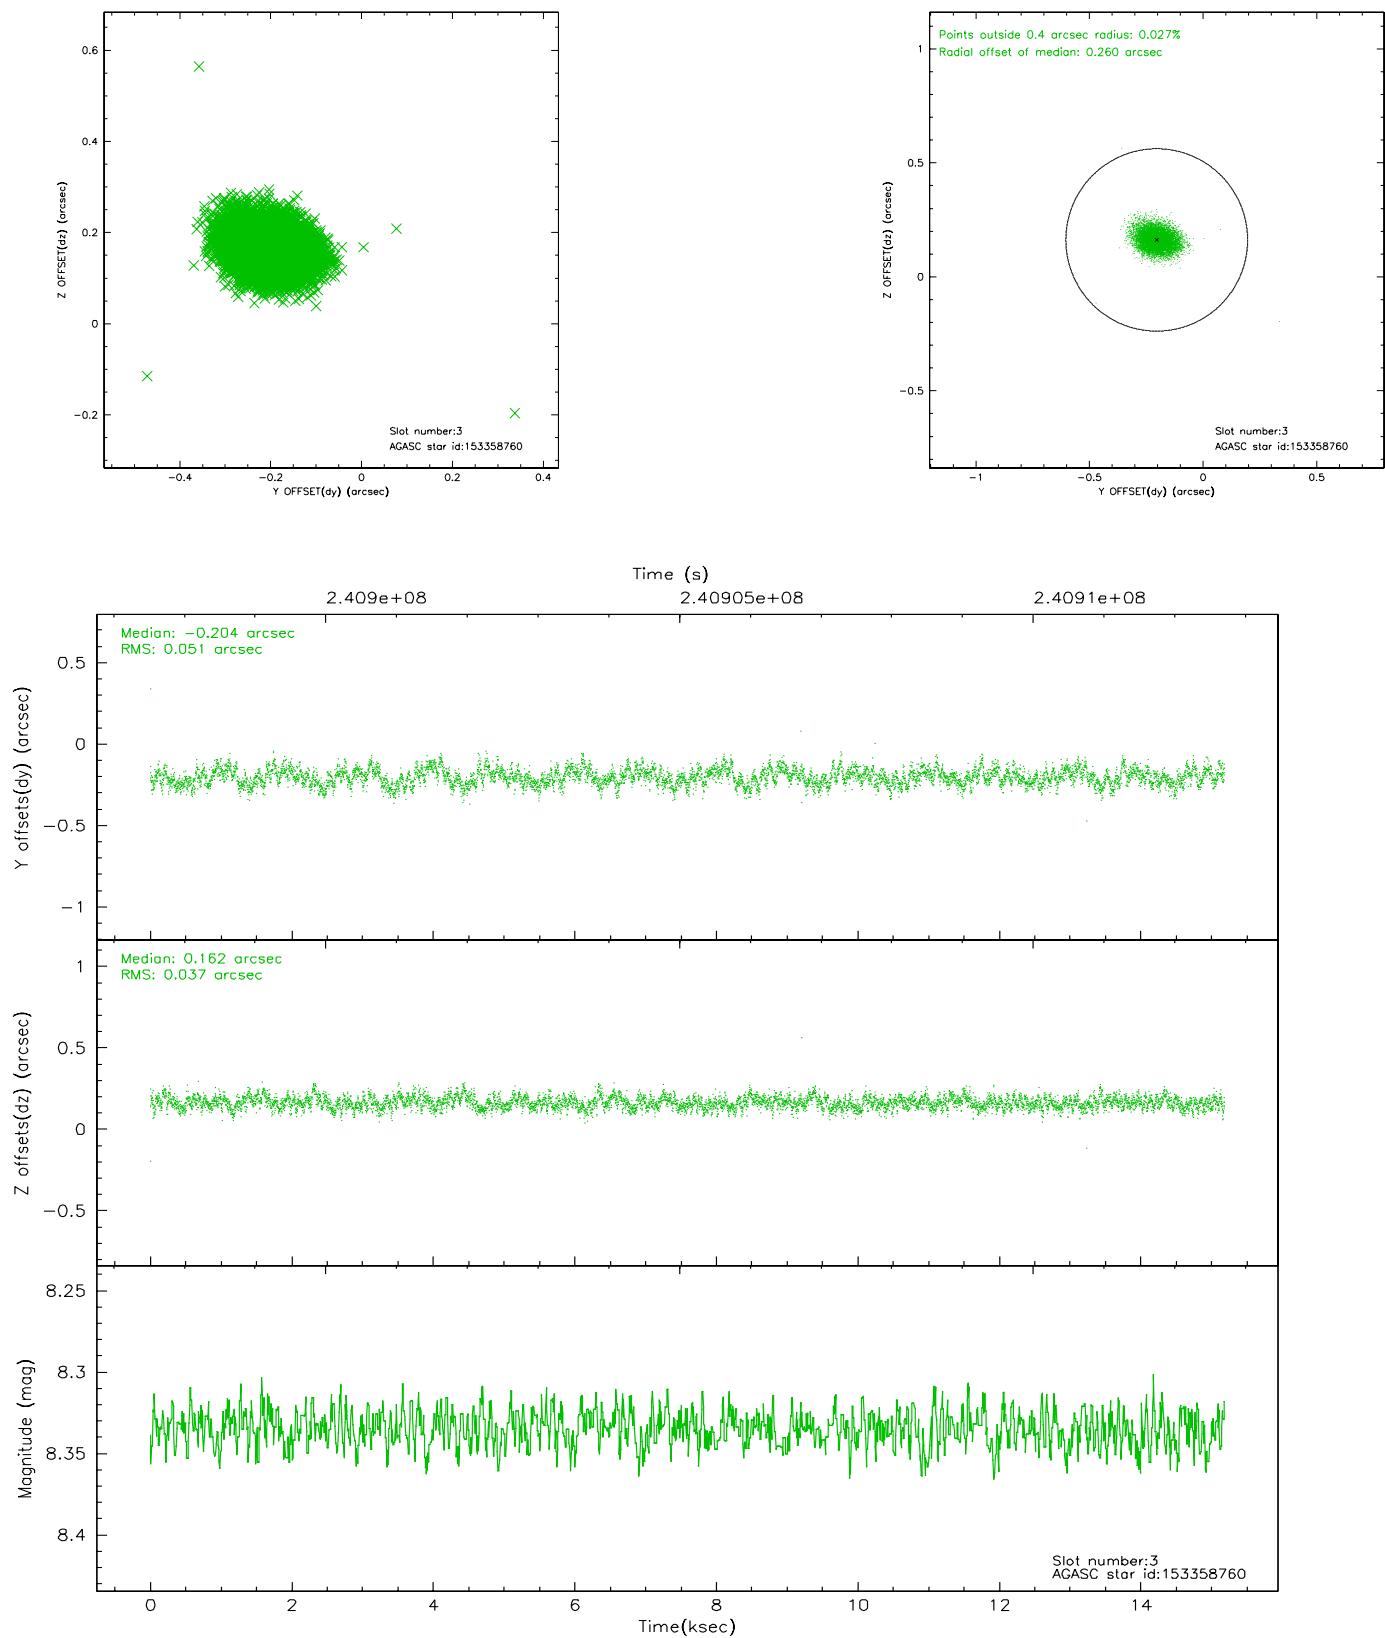 0.6
0.4
0.2
0
−0.2
Z OFFSET(dz) (arcsec)
Slot number:3
AGASC star id:153358760
−0.4 −0.2 0 0.2 0.4
Y OFFSET(dy) (arcsec)
Points outside 0.4 arcsec radius: 0.027%
Radial offset of median: 0.260 arcsec
1
0.5
0
−0.5
Z OFFSET(dz) (arcsec)
Slot number:3
AGASC star id:153358760
−1 −0.5 0 0.5
Y OFFSET(dy) (arcsec)
Time (s)
2.409e+08 2.40905e+08 2.4091e+08
Median: −0.204 arcsec
RMS: 0.051 arcsec
0.5
0
−0.5
−1
Y offsets(dy) (arcsec)
Median: 0.162 arcsec
RMS: 0.037 arcsec
1
0.5
0
−0.5
Z offsets(dz) (arcsec)
8.25
8.3
8.35
8.4
Magnitude (mag)
Slot number:3
AGASC star id:153358760
0 2 4 6 8 10 12 14
Time(ksec)